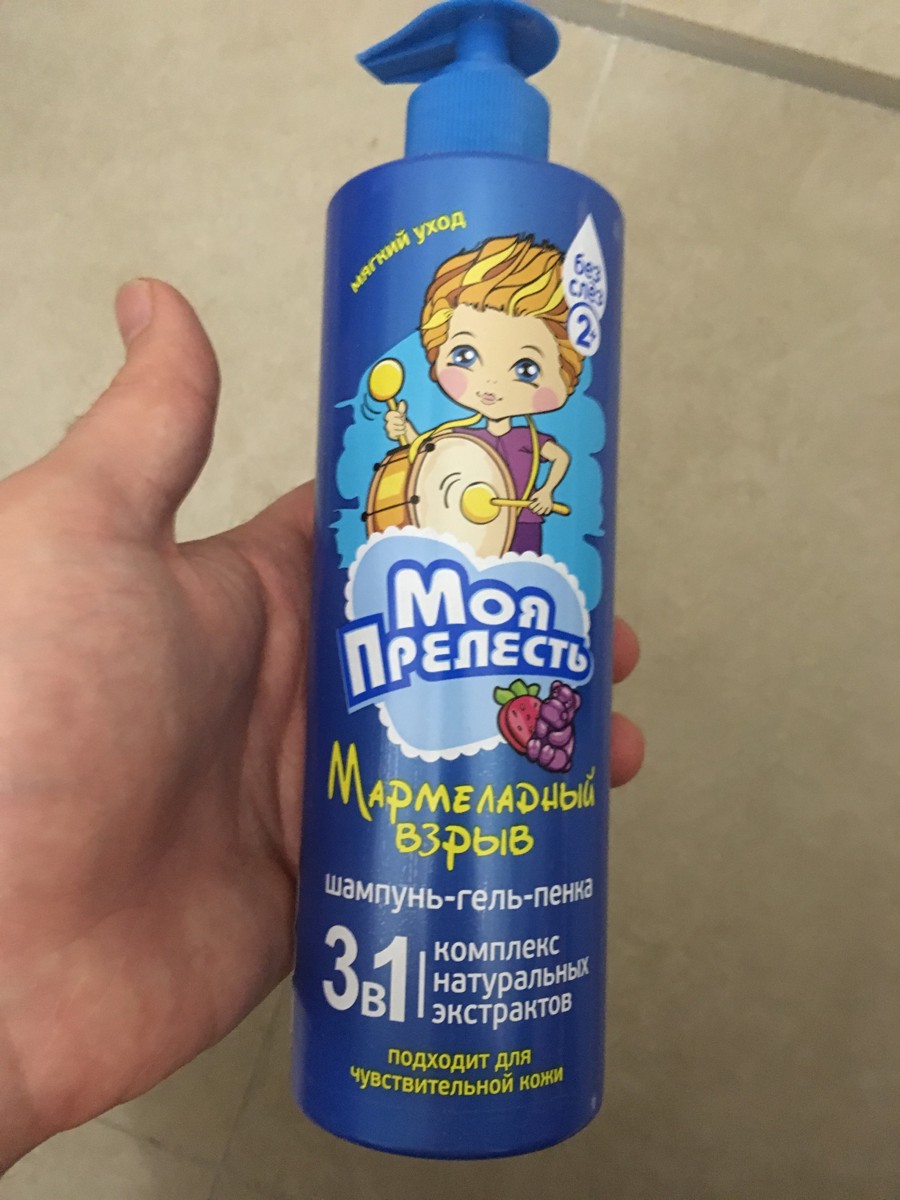 мягкий уход
без
слёз
2+
Моя
Прелесть
Мармеладный
взрыв
шампунь-гель-пенка
3в1
комплекс
натуральных
экстрактов
подходит для
чувствительной кожи